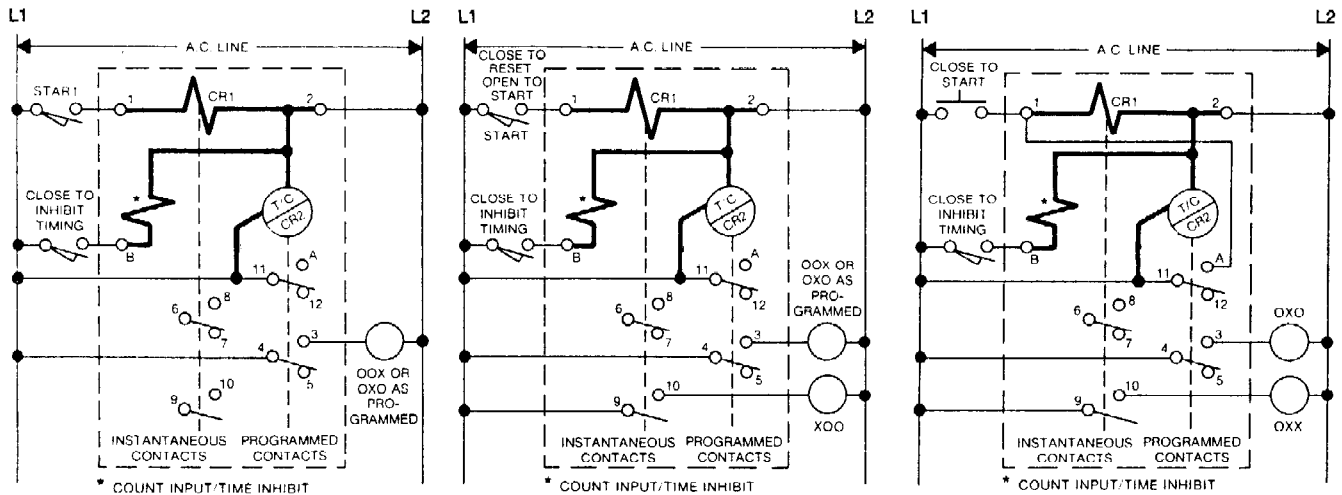 L1
L2
A.C. LINE
START
1
CR1
2
CLOSE TO
INHIBIT
TIMING
*
T/C
CR2
B
A
11
12
8
6
7
3
4
5
OOX OR
OXO AS
PRO-
GRAMMED
10
9
INSTANTANEOUS
CONTACTS
PROGRAMMED
CONTACTS
* COUNT INPUT/TIME INHIBIT
L1
L2
A.C. LINE
CLOSE TO
RESET
OPEN TO
START
START
1
CR1
2
CLOSE TO
INHIBIT
TIMING
*
T/C
CR2
B
A
11
12
OOX OR
OXO AS
PRO-
GRAMMED
8
6
7
3
4
5
10
9
XOO
INSTANTANEOUS
CONTACTS
PROGRAMMED
CONTACTS
* COUNT INPUT/TIME INHIBIT
L1
L2
A.C. LINE
CLOSE TO
START
1
CR1
2
CLOSE TO
INHIBIT
TIMING
*
T/C
CR2
B
A
11
12
8
6
7
3
OXO
4
5
10
9
OXX
INSTANTANEOUS
CONTACTS
PROGRAMMED
CONTACTS
* COUNT INPUT/TIME INHIBIT